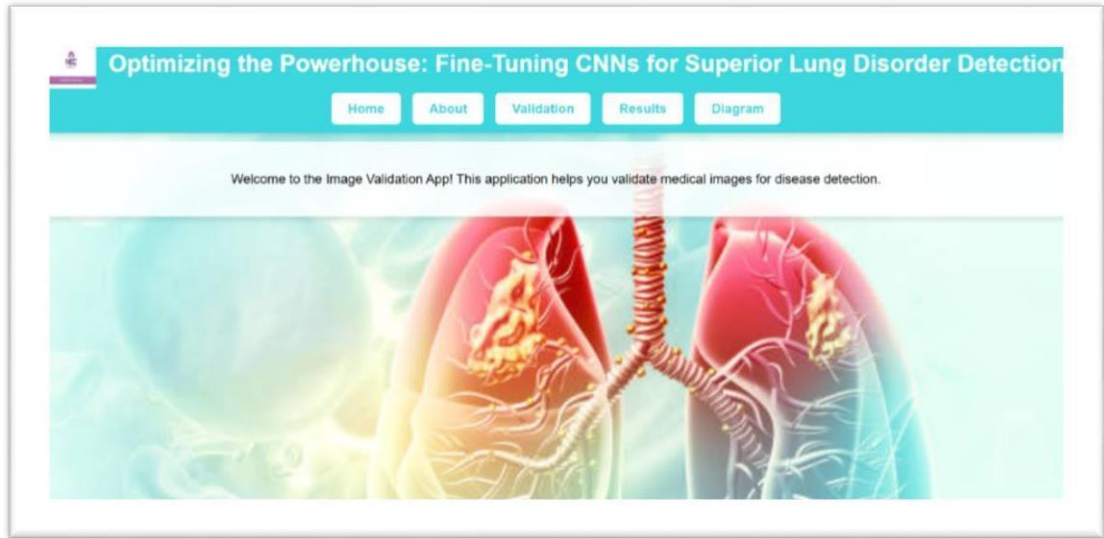 Optimizing the Powerhouse: Fine-Tuning CNNs for Superior Lung Disorder Detection
Home About Validation Results Diagram
Welcome to the Image Validation App! This application helps you validate medical images for disease detection.